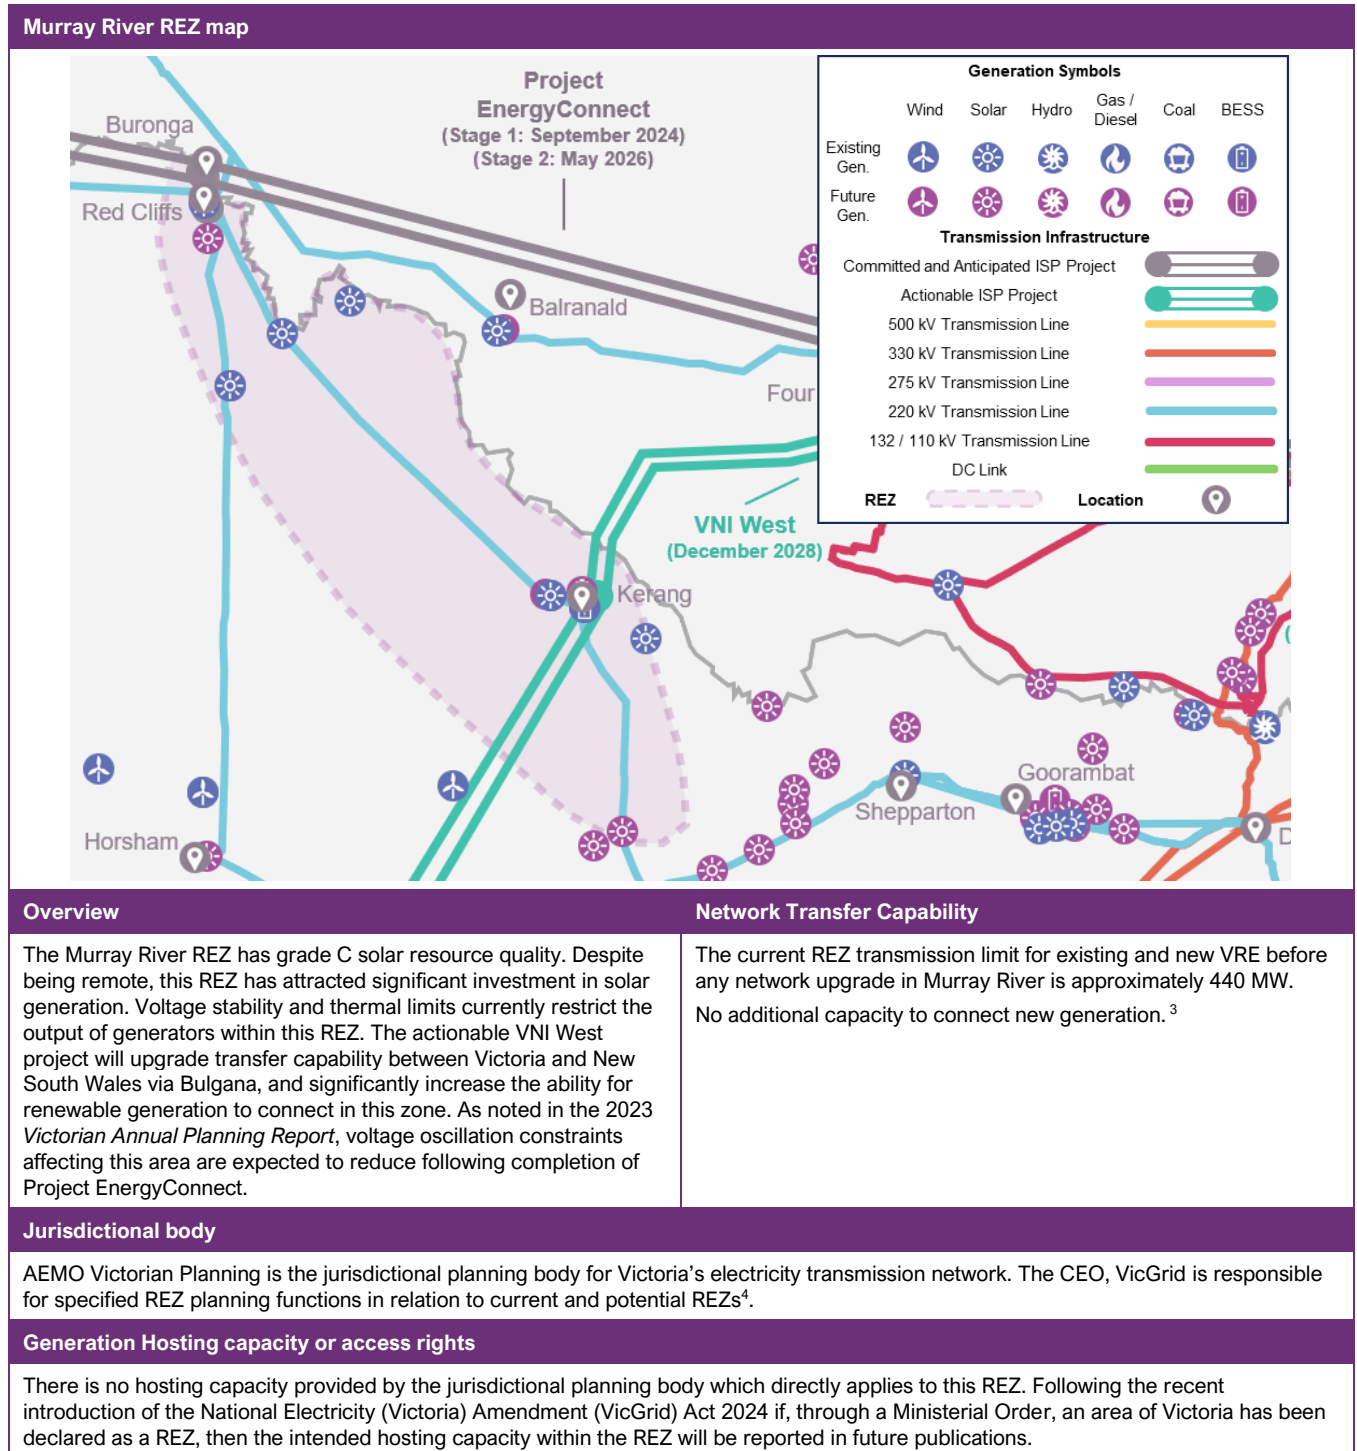 Murray River REZ map
Project
EnergyConnect
(Stage 1: September 2024)
(Stage 2: May 2026)
Buronga
Red Cliffs
Balranald
Four
VNI West
(December 2028)
Kerang
Horsham
Shepparton
Goorambat
D
(
Generation Symbols
Wind Solar Hydro Gas / Diesel Coal BESS
Existing Gen.
Future Gen.
Transmission Infrastructure
Committed and Anticipated ISP Project
Actionable ISP Project
500 kV Transmission Line
330 kV Transmission Line
275 kV Transmission Line
220 kV Transmission Line
132 / 110 kV Transmission Line
DC Link
REZ Location
Overview
The Murray River REZ has grade C solar resource quality. Despite
being remote, this REZ has attracted significant investment in solar
generation. Voltage stability and thermal limits currently restrict the
output of generators within this REZ. The actionable VNI West
project will upgrade transfer capability between Victoria and New
South Wales via Bulgana, and significantly increase the ability for
renewable generation to connect in this zone. As noted in the 2023
Victorian Annual Planning Report, voltage oscillation constraints
affecting this area are expected to reduce following completion of
Project EnergyConnect.
Network Transfer Capability
The current REZ transmission limit for existing and new VRE before
any network upgrade in Murray River is approximately 440 MW.
No additional capacity to connect new generation. 3
Jurisdictional body
AEMO Victorian Planning is the jurisdictional planning body for Victoria’s electricity transmission network. The CEO, VicGrid is responsible
for specified REZ planning functions in relation to current and potential REZs4.
Generation Hosting capacity or access rights
There is no hosting capacity provided by the jurisdictional planning body which directly applies to this REZ. Following the recent
introduction of the National Electricity (Victoria) Amendment (VicGrid) Act 2024 if, through a Ministerial Order, an area of Victoria has been
declared as a REZ, then the intended hosting capacity within the REZ will be reported in future publications.